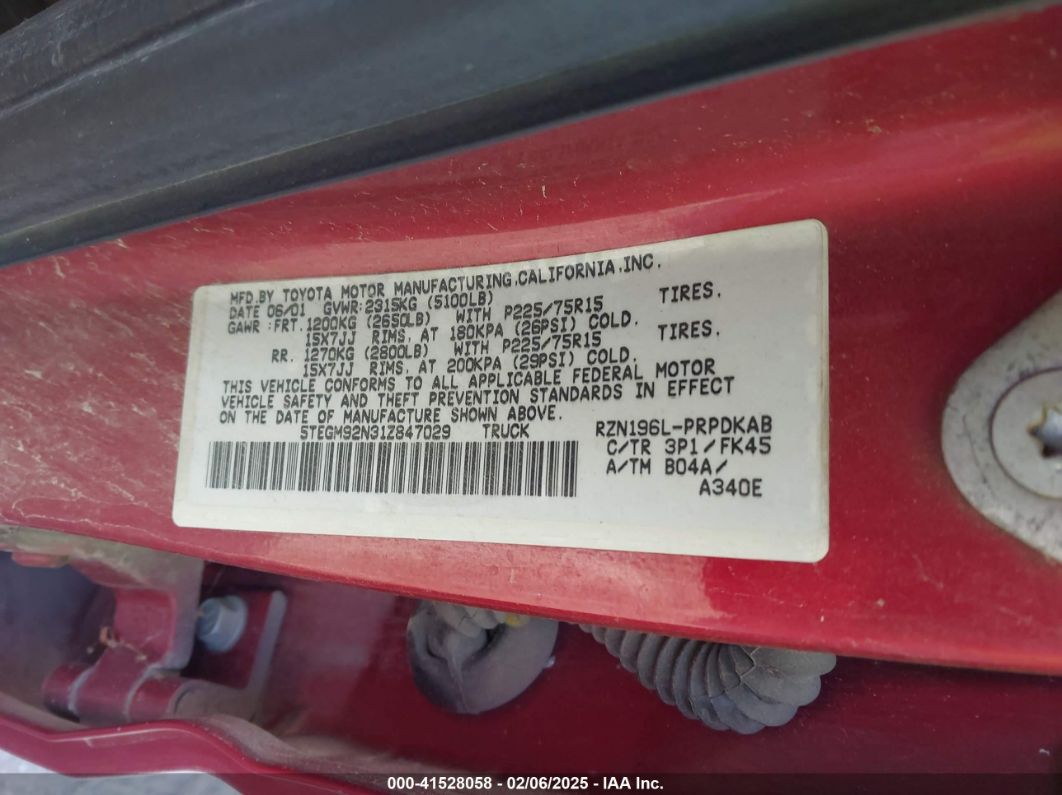 MFD.BY TOYOTA MOTOR MANUFACTURING,CALIFORNIA,INC.
DATE 06/01 GVWR:2315KG (5100LB)
GAWR:FRT.1200KG (2650LB) WITH P225/75R15 TIRES,
15X7JJ RIMS, AT 180KPA (26PSI) COLD.
RR. 1270KG (2800LB) WITH P225/75R15 TIRES,
15X7JJ RIMS, AT 200KPA (29PSI) COLD.
THIS VEHICLE CONFORMS TO ALL APPLICABLE FEDERAL MOTOR
VEHICLE SAFETY AND THEFT PREVENTION STANDARDS IN EFFECT
ON THE DATE OF MANUFACTURE SHOWN ABOVE.
5TEGM92N31Z847029 TRUCK RZN196L-PRPDKAB
C/TR 3P1/FK45
A/TM B04A/
A340E
000-41528058 - 02/06/2025 - IAA Inc.